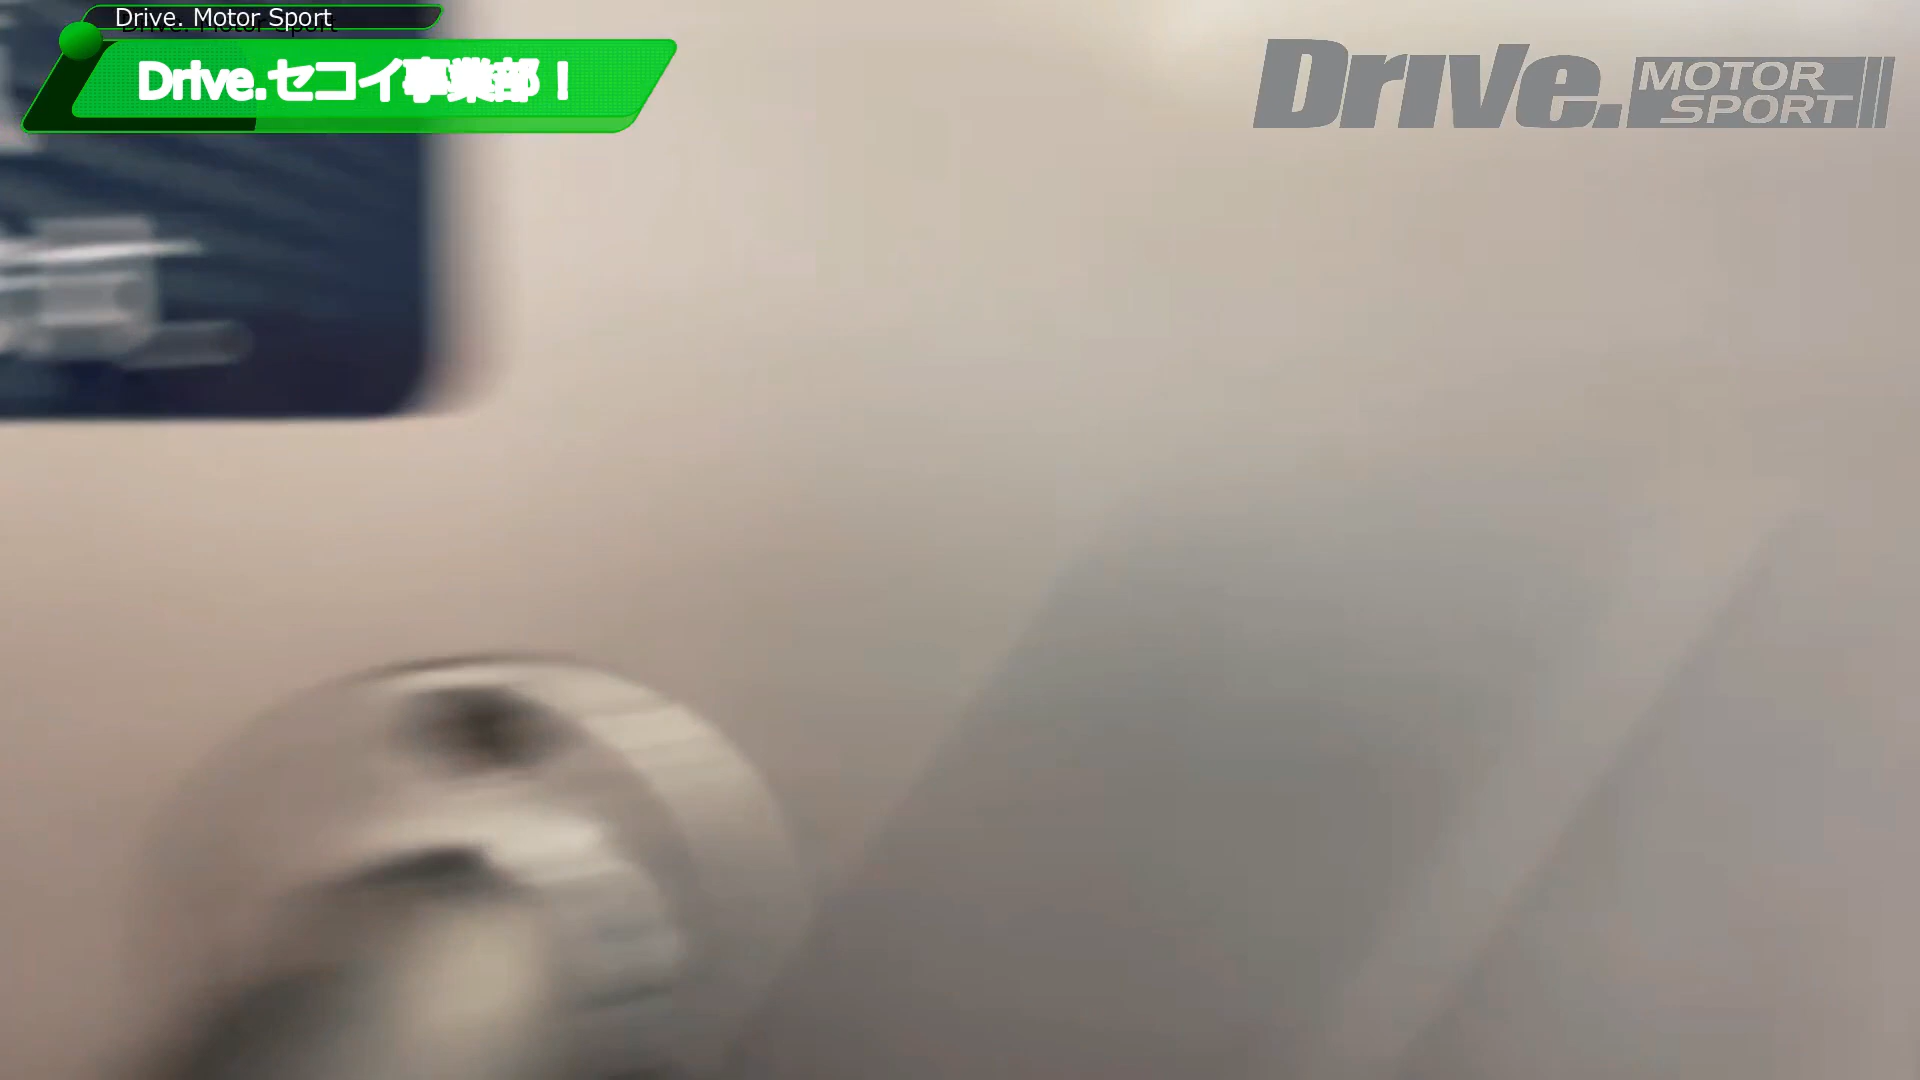 Drive. Motor Sport
Drive.セコイ事業部！
Drive. MOTOR
SPORT